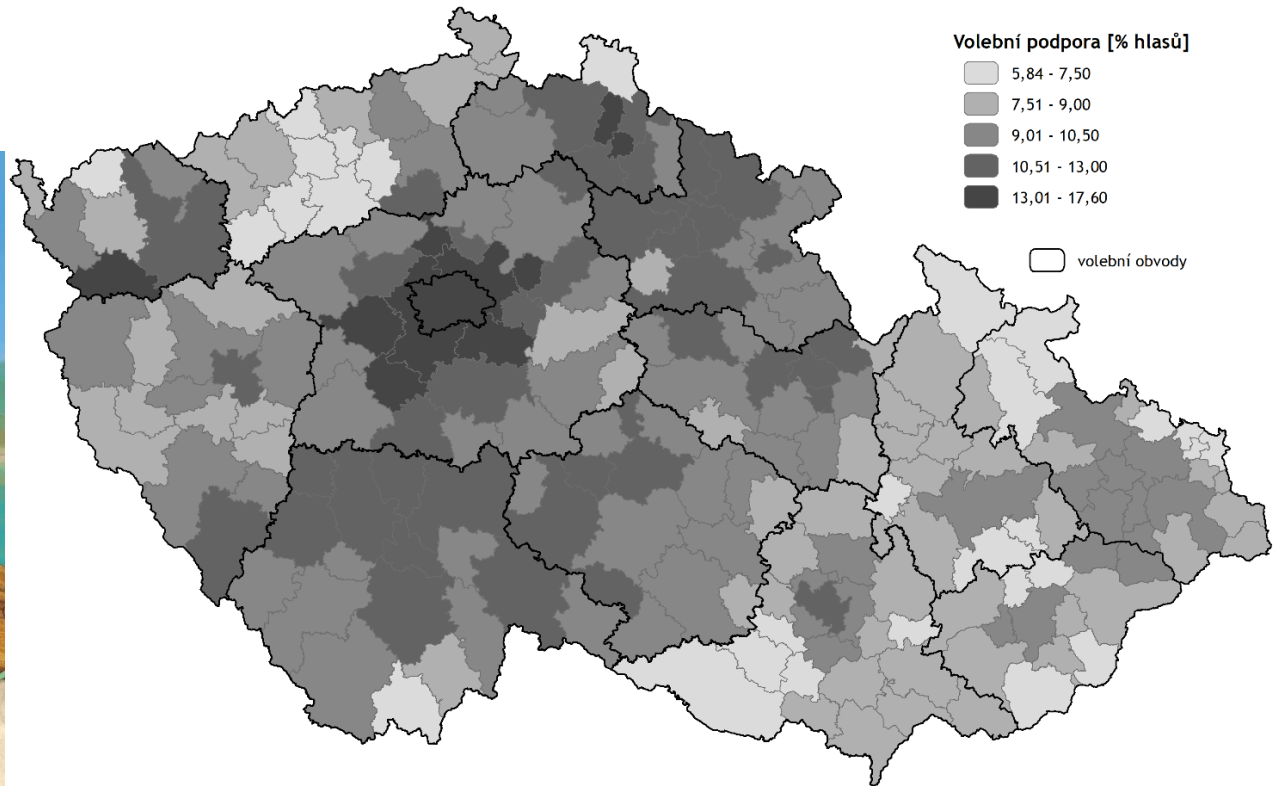 Volební podpora [% hlasů]
5,84 - 7,50
7,51 - 9,00
9,01 - 10,50
10,51 - 13,00
13,01 - 17,60
volební obvody